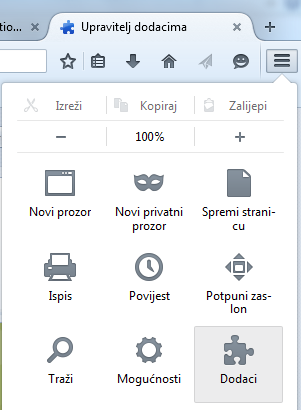 tio...
Upravitelj dodacima
Izreži Kopiraj Zalijepi
− 100% +
Novi prozor Novi privatni prozor Spremi strani-cu
Ispis Povijest Potpuni zas-lon
Traži Mogućnosti Dodaci